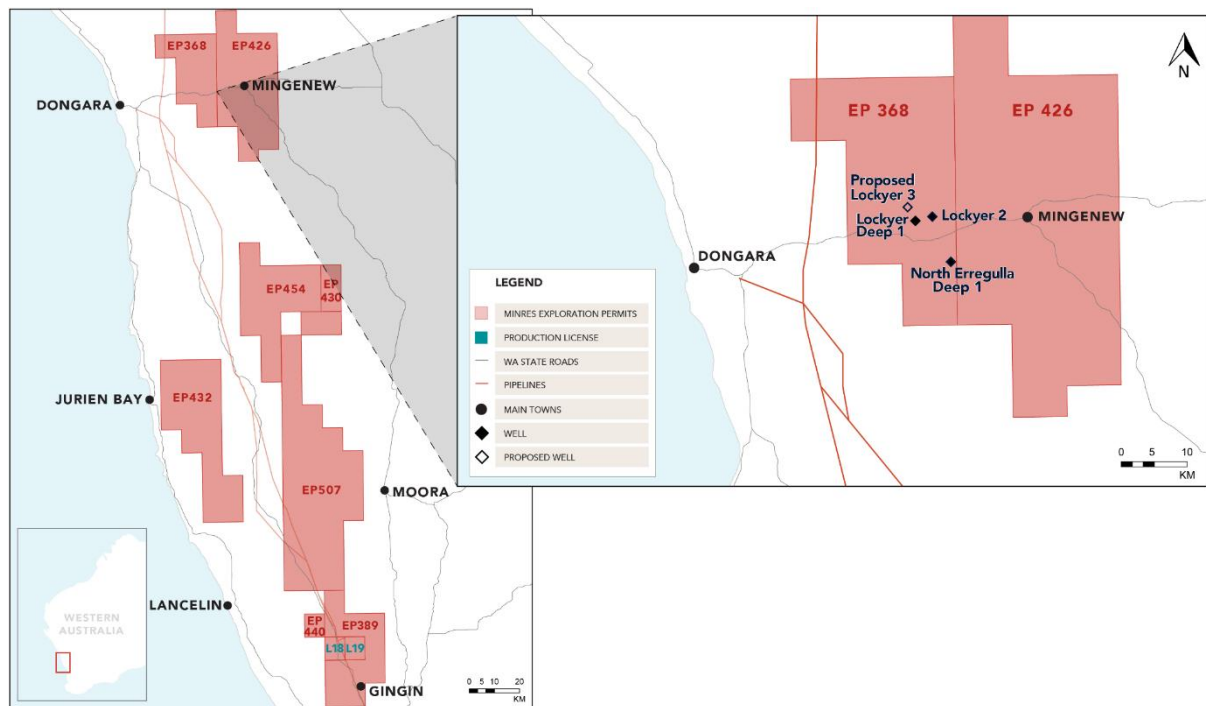 EP368
EP426
MINGENEW
DONGARA
EP454
EP
430
JURIEN BAY
EP432
EP507
MOORA
LANCELIN
EP
440
EP389
L18
L19
GINGIN
WESTERN
AUSTRALIA
0 5 10 20
KM
N
EP 368
EP 426
Proposed
Lockyer 3
Lockyer
Deep 1
Lockyer 2
MINGENEW
DONGARA
North Erregulla
Deep 1
LEGEND
MINRES EXPLORATION PERMITS
PRODUCTION LICENSE
WA STATE ROADS
PIPELINES
MAIN TOWNS
WELL
PROPOSED WELL
0 5 10
KM